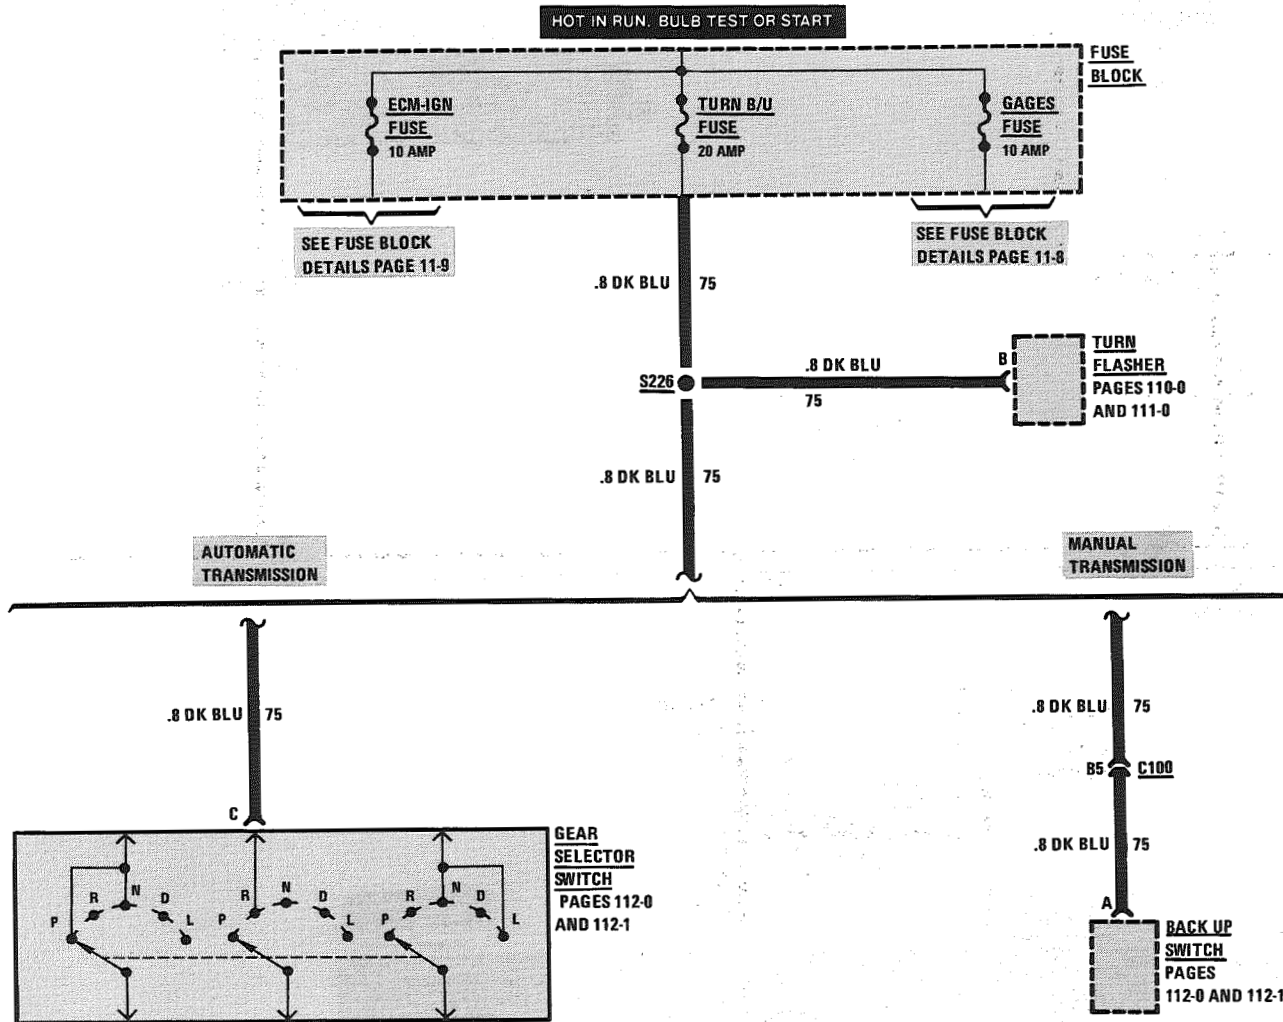 HOT IN RUN, BULB TEST OR START
FUSE
BLOCK
ECM-IGN
FUSE
10 AMP
TURN B/U
FUSE
20 AMP
GAGES
FUSE
10 AMP
SEE FUSE BLOCK
DETAILS PAGE 11-9
SEE FUSE BLOCK
DETAILS PAGE 11-8
.8 DK BLU 75
S226
.8 DK BLU
75
B
TURN
FLASHER
PAGES 110-0
AND 111-0
.8 DK BLU 75
AUTOMATIC
TRANSMISSION
MANUAL
TRANSMISSION
.8 DK BLU 75
C
GEAR
SELECTOR
SWITCH
PAGES 112-0
AND 112-1
P R N D L
P R N D L
P R N D L
.8 DK BLU 75
B5 C100
.8 DK BLU 75
A
BACK UP
SWITCH
PAGES
112-0 AND 112-1